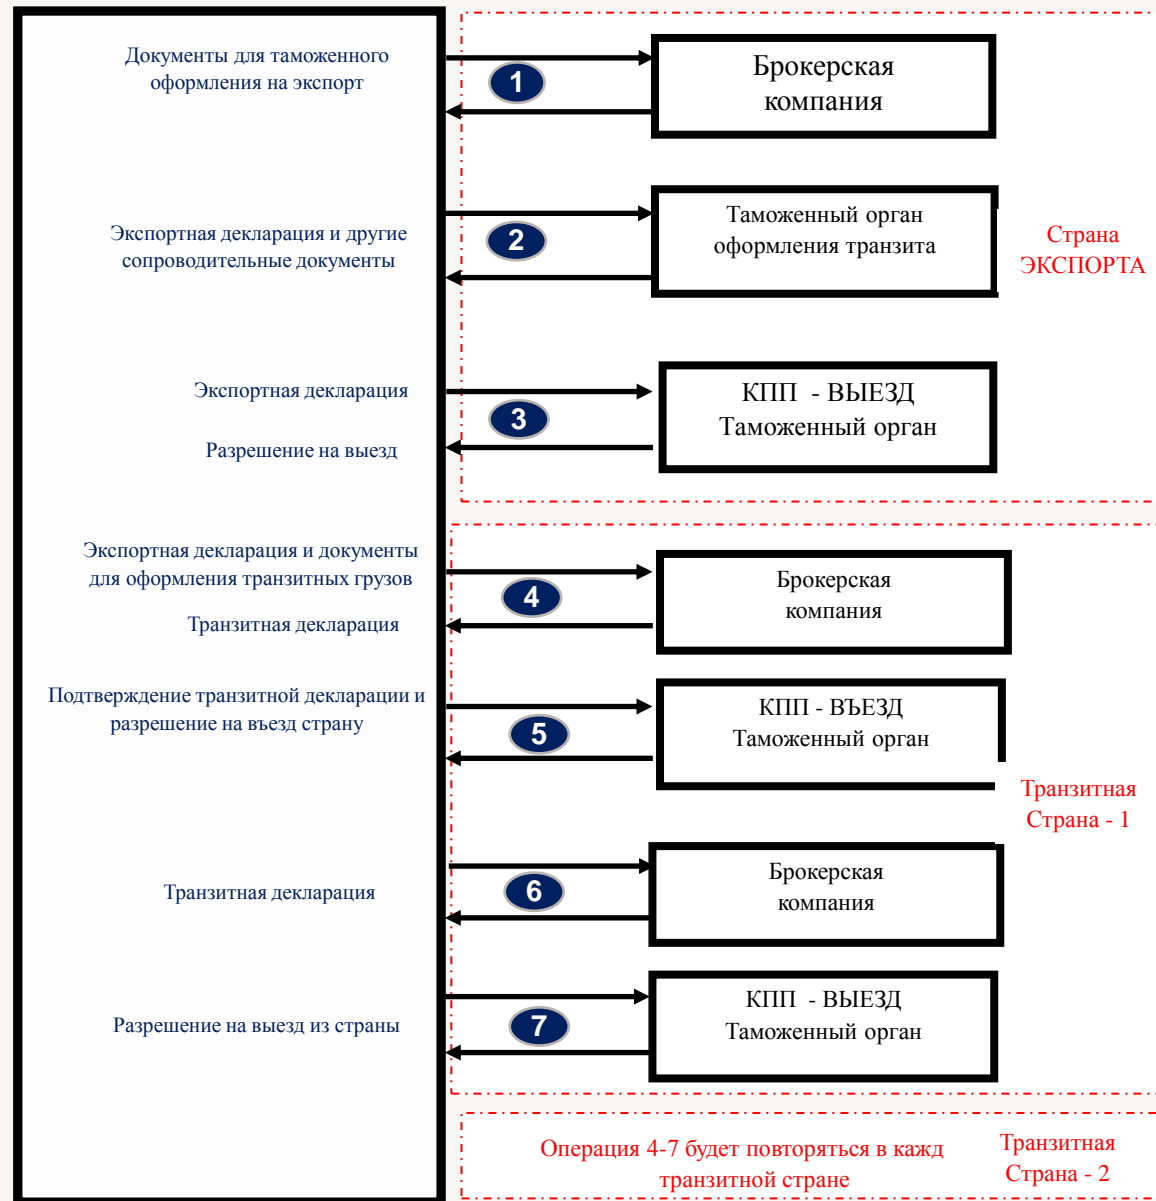 Документы для таможенного
оформления на экспорт
1
Брокерская
компания
Экспортная декларация и другие
сопроводительные документы
2
Таможенный орган
оформления транзита
Страна
ЭКСПОРТА
Экспортная декларация
Разрешение на выезд
3
КПП - ВЫЕЗД
Таможенный орган
Экспортная декларация и документы
для оформления транзитных грузов
Транзитная декларация
4
Брокерская
компания
Подтверждение транзитной декларации и
разрешение на въезд страну
5
КПП - ВЪЕЗД
Таможенный орган
Транзитная
Страна - 1
Транзитная декларация
6
Брокерская
компания
Разрешение на выезд из страны
7
КПП - ВЫЕЗД
Таможенный орган
Операция 4-7 будет повторяться в кажд
транзитной стране
Транзитная
Страна - 2